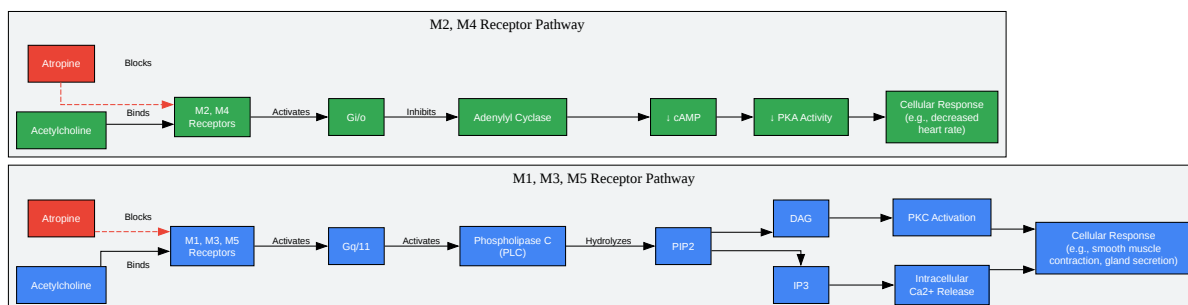 M2, M4 Receptor Pathway
Atropine
Blocks
Acetylcholine
Binds
M2, M4
Receptors
Activates
Gi/o
Inhibits
Adenylyl Cyclase
↓ cAMP
↓ PKA Activity
Cellular Response
(e.g., decreased
heart rate)
M1, M3, M5 Receptor Pathway
Atropine
Blocks
Acetylcholine
Binds
M1, M3, M5
Receptors
Activates
Gq/11
Activates
Phospholipase C
(PLC)
Hydrolyzes
PIP2
DAG
PKC Activation
IP3
Intracellular
Ca2+ Release
Cellular Response
(e.g., smooth muscle
contraction, gland secretion)